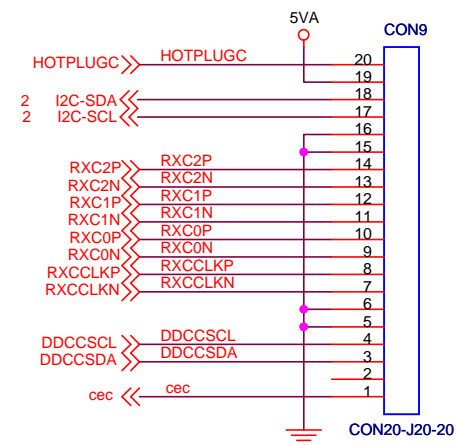 5VA
CON9
HOTPLUGC HOTPLUGC 20
19
2 I2C-SDA 18
2 I2C-SCL 17
16
15
RXC2P RXC2P 14
RXC2N RXC2N 13
RXC1P RXC1P 12
RXC1N RXC1N 11
RXC0P RXC0P 10
RXC0N RXC0N 9
RXCCLKP RXCCLKP 8
RXCCLKN RXCCLKN 7
6
5
DDCCSCL DDCCSCL 4
DDCCSDA DDCCSDA 3
2
cec cec 1
CON20-J20-20